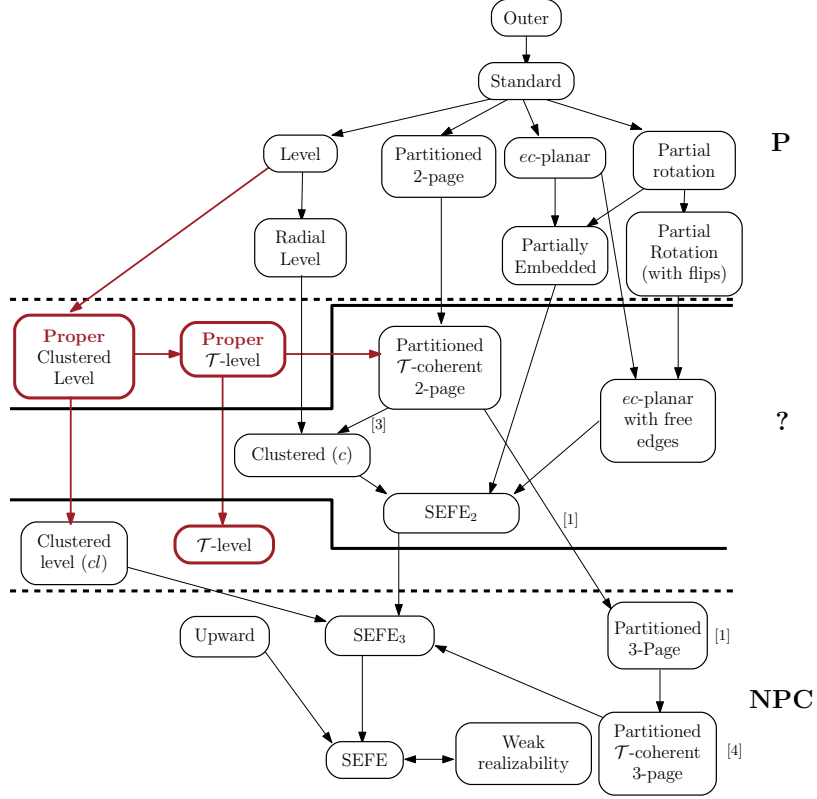 Outer
Standard
Level
Partitioned
2-page
ec-planar
Partial
rotation
P
Radial
Level
Partially
Embedded
Partial
Rotation
(with flips)
Proper
Clustered
Level
Proper
𝒯-level
Partitioned
𝒯-coherent
2-page
ec-planar
with free
edges
?
[3]
Clustered (c)
SEFE₂
[1]
Clustered
level (cl)
𝒯-level
Upward
SEFE₃
Partitioned
3-Page
[1]
NPC
SEFE
Weak
realizability
Partitioned
𝒯-coherent
3-page
[4]